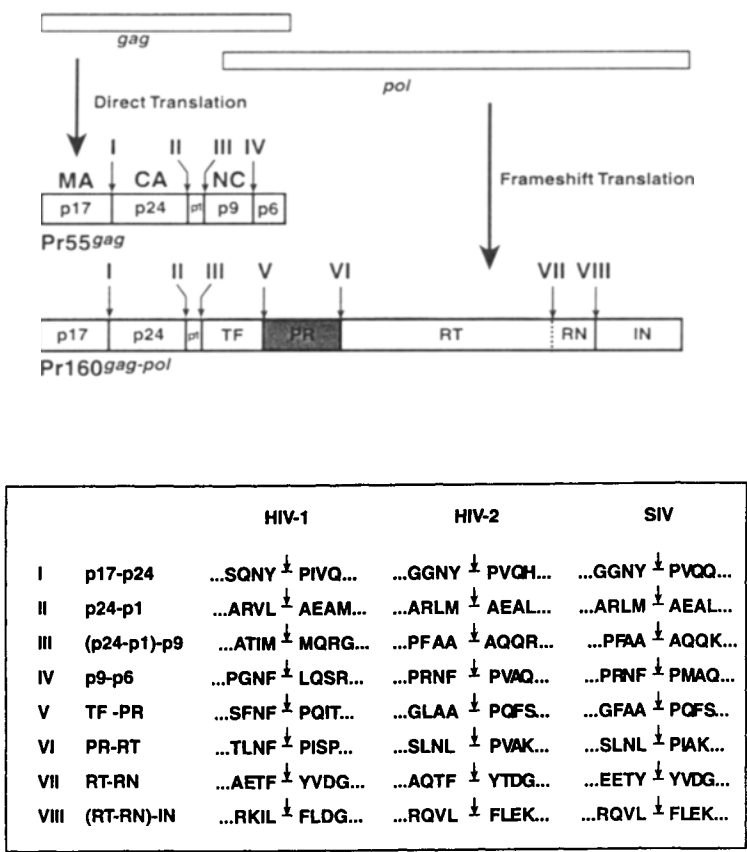 gag
pol
Direct Translation
Frameshift Translation
I II III IV
MA CA NC
p17 p24 p1 p9 p6
Pr55gag
I II III V VI VII VIII
p17 p24 p1 TF PR RT RN IN
Pr160gag-pol
HIV-1 HIV-2 SIV
I p17-p24 ...SQNY PIVQ... ...GGNY PVQH... ...GGNY PVQQ...
II p24-p1 ...ARVL AEAM... ...ARLM AEAL... ...ARLM AEAL...
III (p24-p1)-p9 ...ATIM MQRG... ...PFAA AQQR... ...PFAA AQQK...
IV p9-p6 ...PGNF LQSR... ...PRNF PVAQ... ...PRNF PMAQ...
V TF -PR ...SFNF PQIT... ...GLAA PQFS... ...GFAA PQFS...
VI PR-RT ...TLNF PISP... ...SLNL PVAK... ...SLNL PIAK...
VII RT-RN ...AETF YVDG... ...AQTF YTDG... ...EETY YVDG...
VIII (RT-RN)-IN ...RKIL FLDG... ...RQVL FLEK... ...RQVL FLEK...